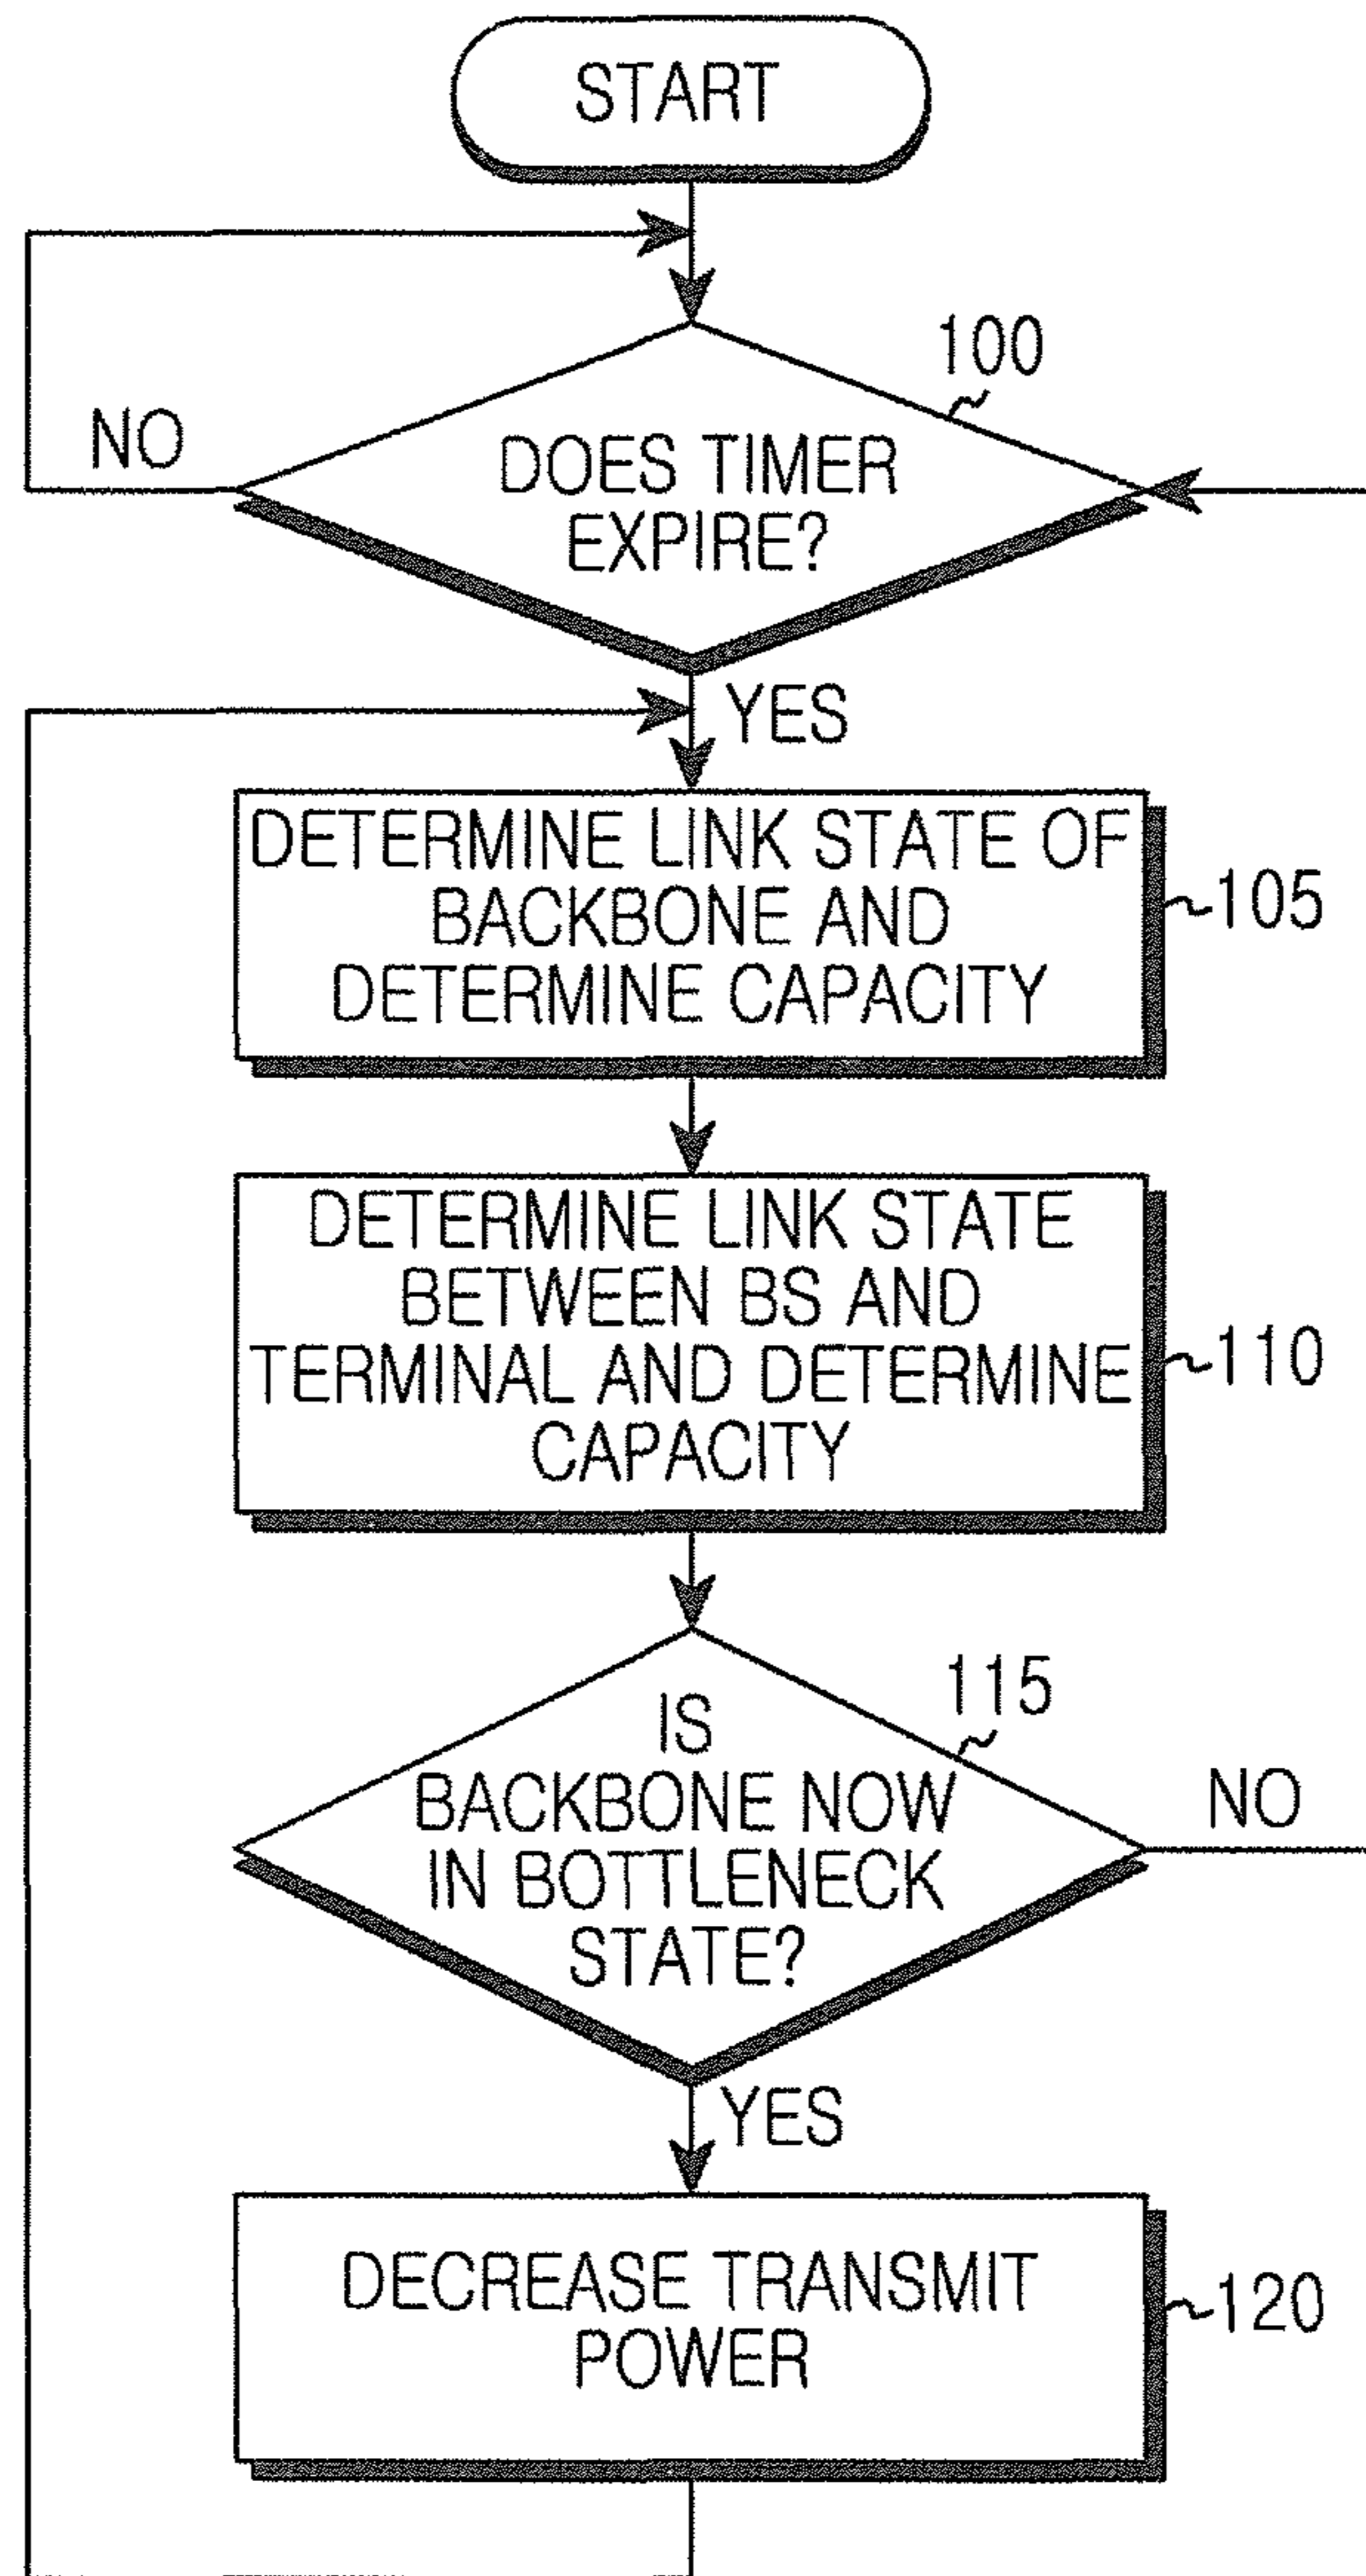 START
100
NO
DOES TIMER
EXPIRE?
YES
DETERMINE LINK STATE OF
BACKBONE AND
DETERMINE CAPACITY
105
DETERMINE LINK STATE
BETWEEN BS AND
TERMINAL AND DETERMINE
CAPACITY
110
115
IS
BACKBONE NOW
IN BOTTLENECK
STATE?
NO
YES
DECREASE TRANSMIT
POWER
120